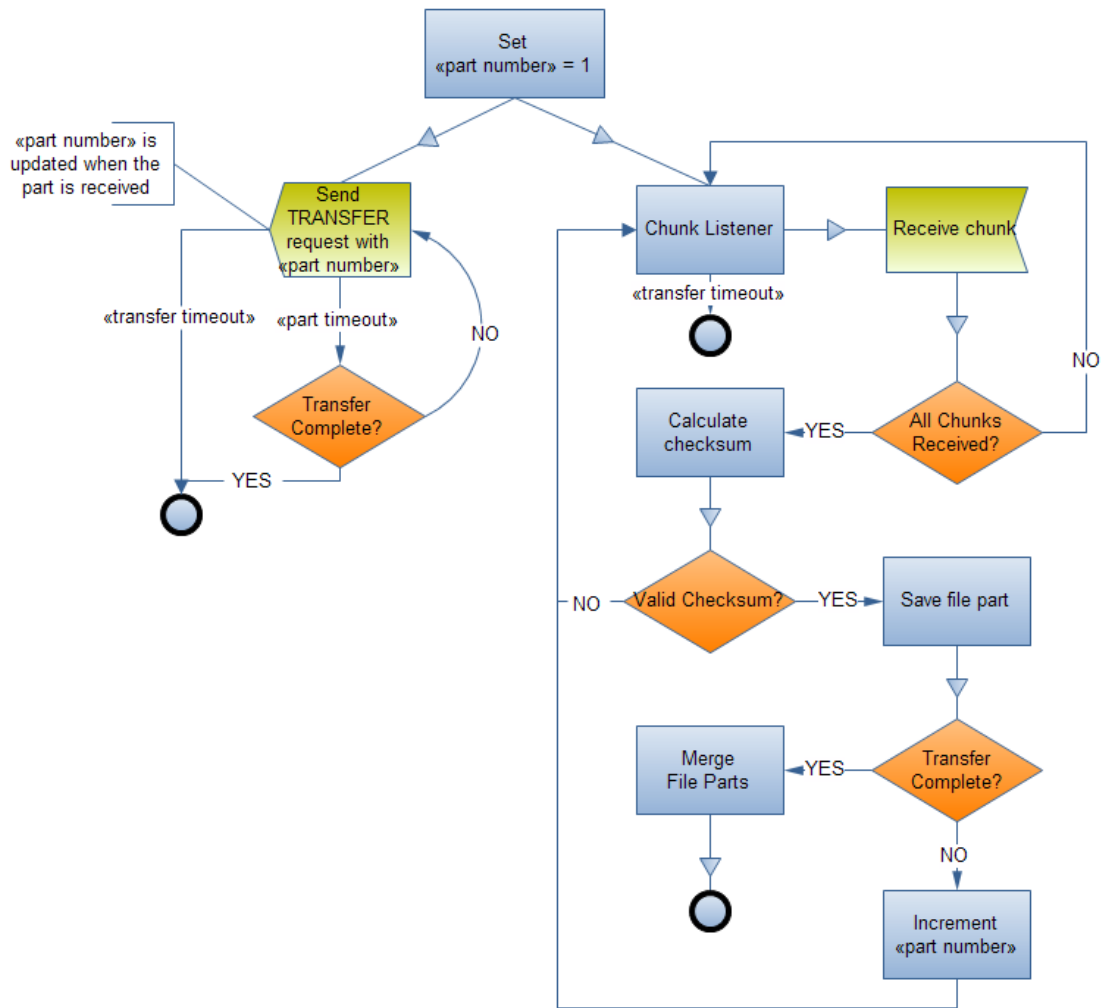 Set
«part number» = 1
«part number» is
updated when the
part is received
Send
TRANSFER
request with
«part number»
Chunk Listener
Receive chunk
«transfer timeout»
«part timeout»
NO
«transfer timeout»
NO
Transfer
Complete?
YES
Calculate
checksum
YES
All Chunks
Received?
NO
Valid Checksum?
YES
Save file part
Merge
File Parts
YES
Transfer
Complete?
NO
Increment
«part number»